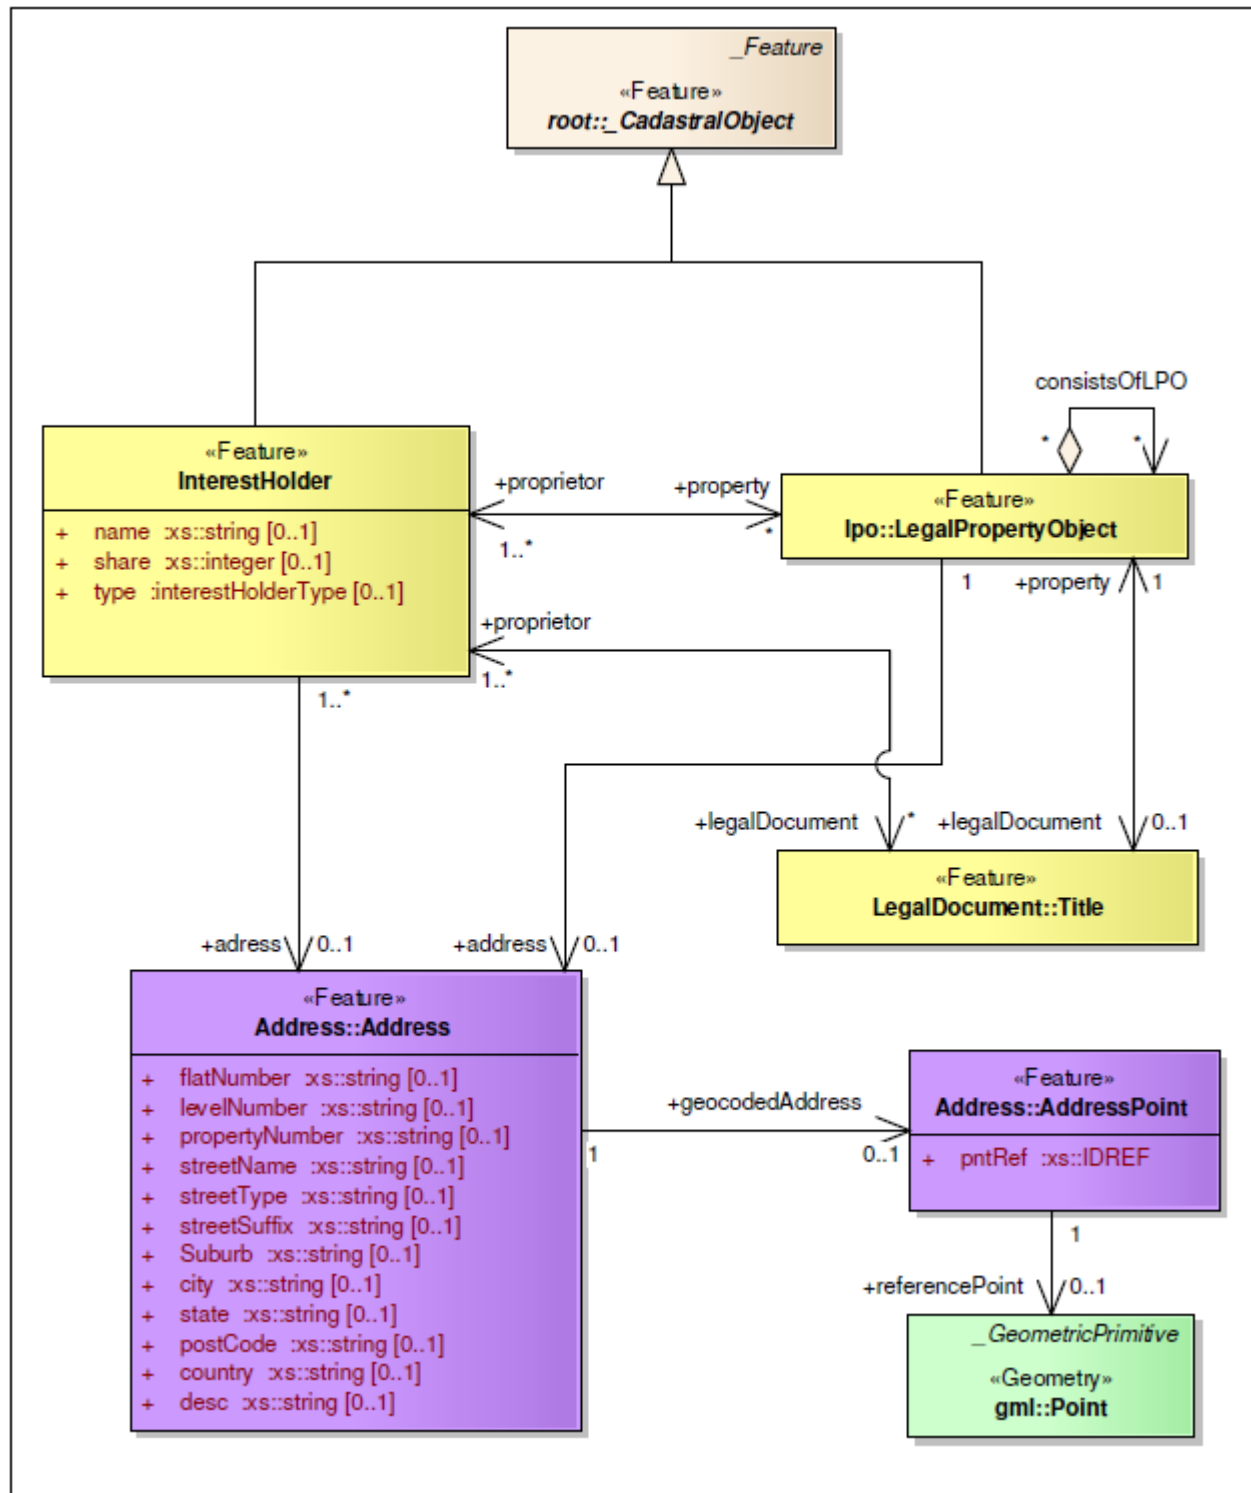 _Feature
«Feature»
root::_CadastralObject
consistsOfLPO
* *
«Feature»
InterestHolder
+ name :xs::string [0..1]
+ share :xs::integer [0..1]
+ type :interestHolderType [0..1]
+proprietor +property
1..* *
«Feature»
lpo::LegalPropertyObject
1 +property 1
+proprietor
1..* 1..*
+legalDocument * +legalDocument 0..1
«Feature»
LegalDocument::Title
+adress 0..1 +address 0..1
«Feature»
Address::Address
+ flatNumber :xs::string [0..1]
+ levelNumber :xs::string [0..1]
+ propertyNumber :xs::string [0..1]
+ streetName :xs::string [0..1]
+ streetType :xs::string [0..1]
+ streetSuffix :xs::string [0..1]
+ Suburb :xs::string [0..1]
+ city :xs::string [0..1]
+ state :xs::string [0..1]
+ postCode :xs::string [0..1]
+ country :xs::string [0..1]
+ desc :xs::string [0..1]
+geocodedAddress
1 0..1
«Feature»
Address::AddressPoint
+ pntRef :xs::IDREF
1
+referencePoint 0..1
_GeometricPrimitive
«Geometry»
gml::Point